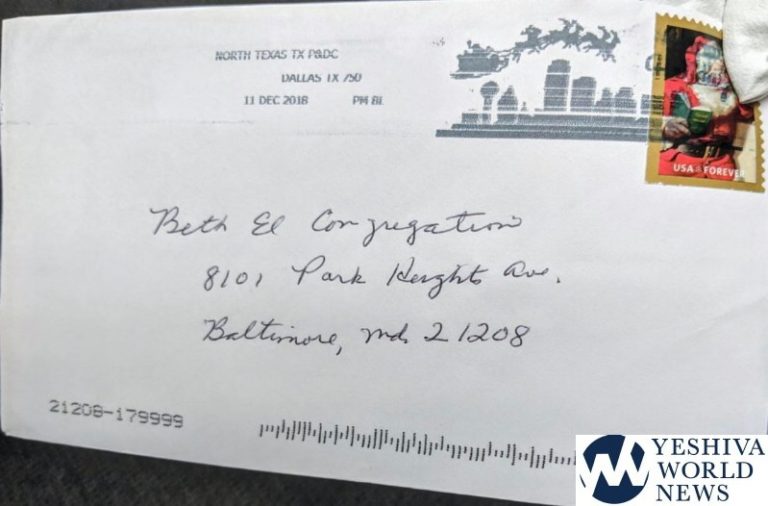 NORTH TEXAS TX P&DC
DALLAS TX 750
11 DEC 2018 PM 8L
USA FOREVER
Beth El Congregation
8101 Park Heights Ave.
Baltimore, Md. 21208
21208-179999
YESHIVA
WORLD
NEWS